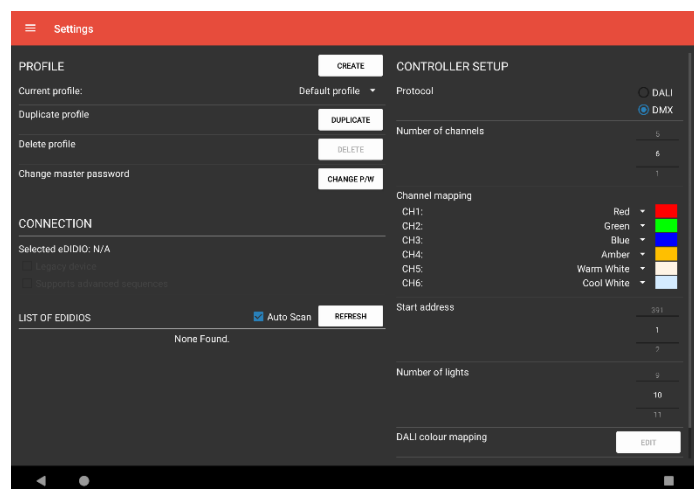 Settings
PROFILE
CREATE
Current profile:
Default profile
Duplicate profile
DUPLICATE
Delete profile
DELETE
Change master password
CHANGE P/W
CONNECTION
Selected eDIDIO: N/A
Legacy device
Supports advanced sequences
LIST OF EDIDIOS
Auto Scan
REFRESH
None Found.
CONTROLLER SETUP
Protocol
DALI
DMX
Number of channels
5
6
1
Channel mapping
CH1: Red
CH2: Green
CH3: Blue
CH4: Amber
CH5: Warm White
CH6: Cool White
Start address
391
1
2
Number of lights
9
10
11
DALI colour mapping
EDIT